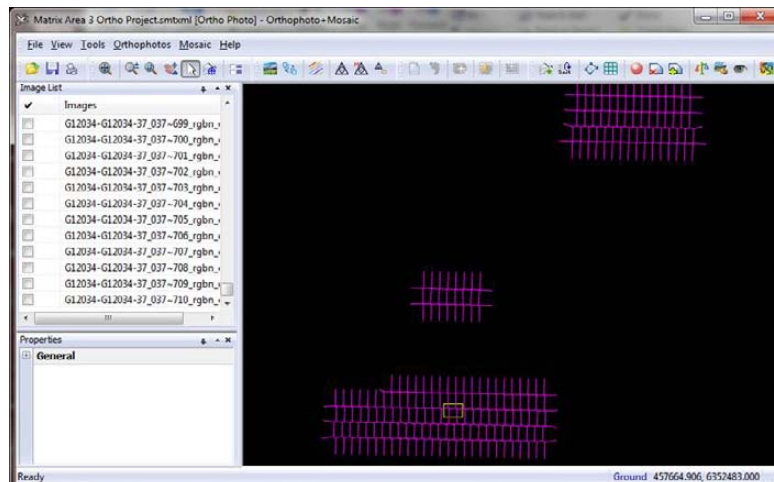 Matrix Area 3 Ortho Project.smtxml [Ortho Photo] - Orthophoto+Mosaic
File View Tools Orthophotos Mosaic Help
Image List
Images
G12034-G12034-37_037~699_rgbn_
G12034-G12034-37_037~700_rgbn_
G12034-G12034-37_037~701_rgbn_
G12034-G12034-37_037~702_rgbn_
G12034-G12034-37_037~703_rgbn_
G12034-G12034-37_037~704_rgbn_
G12034-G12034-37_037~705_rgbn_
G12034-G12034-37_037~706_rgbn_
G12034-G12034-37_037~707_rgbn_
G12034-G12034-37_037~708_rgbn_
G12034-G12034-37_037~709_rgbn_
G12034-G12034-37_037~710_rgbn_
Properties
General
Ready
Ground 457664.906, 6352483.000